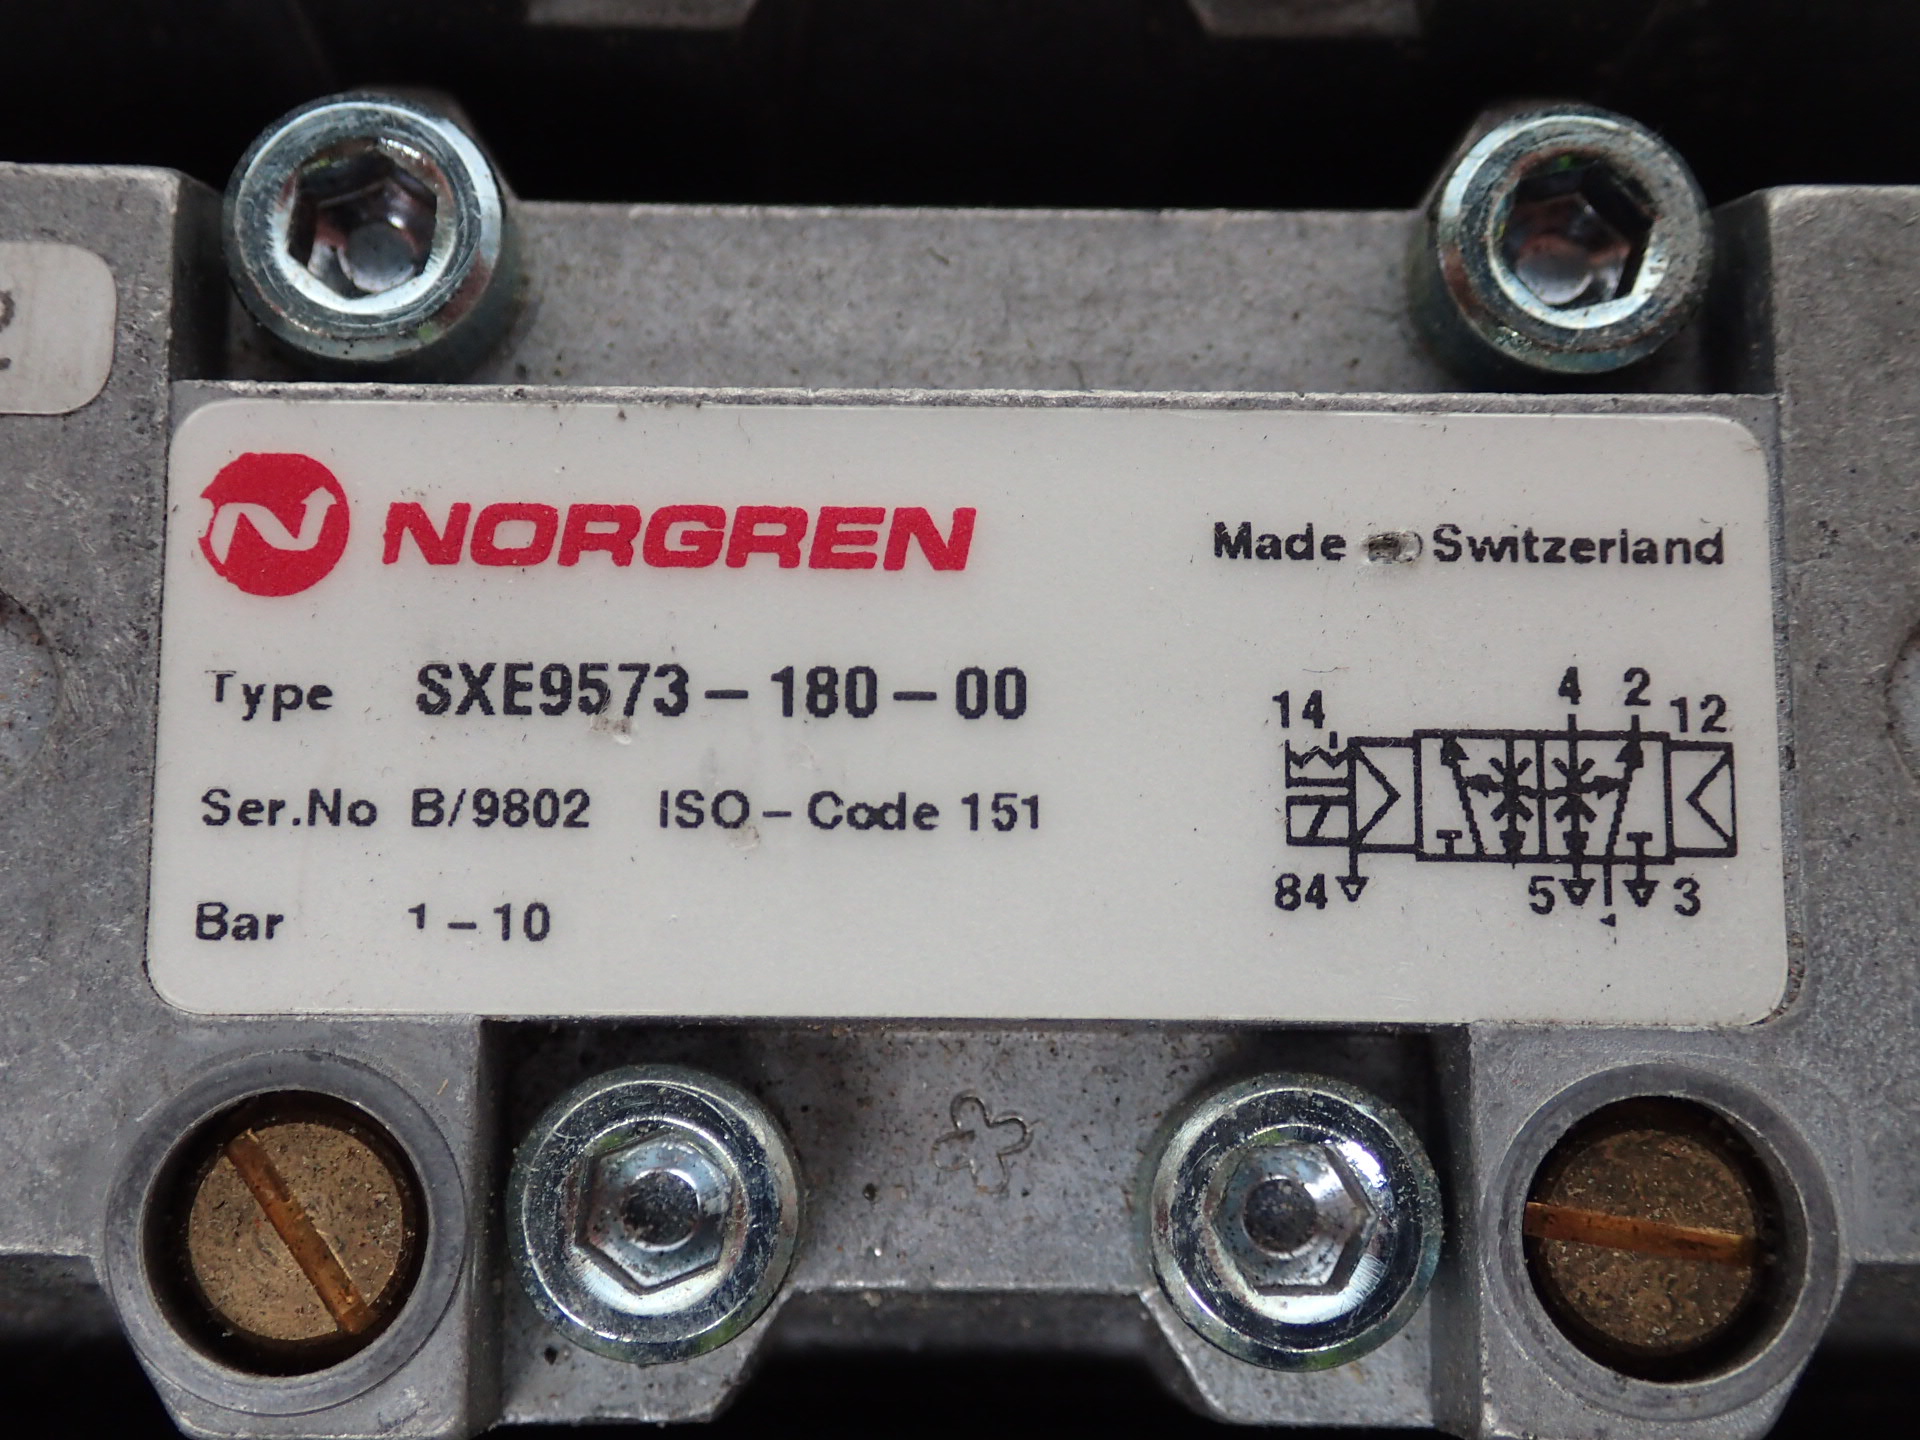 NORGREN
Made Switzerland
Type SXE9573-180-00
Ser.No B/9802 ISO-Code 151
Bar 1-10
14 4 2 12
84 5 1 3